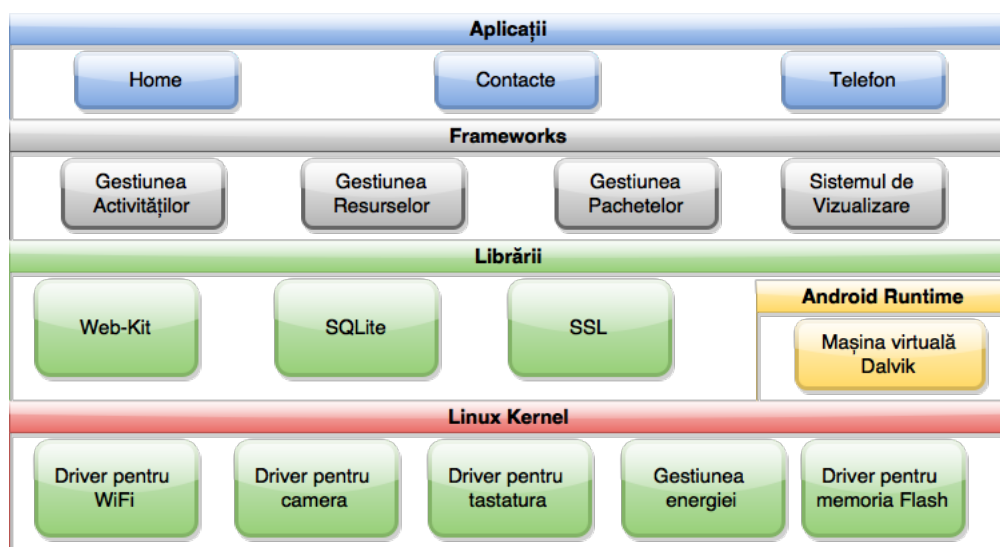 Aplicații
Home
Contacte
Telefon
Frameworks
Gestiunea
Activităților
Gestiunea
Resurselor
Gestiunea
Pachetelor
Sistemul de
Vizualizare
Librării
Web-Kit
SQLite
SSL
Android Runtime
Mașina virtuală
Dalvik
Linux Kernel
Driver pentru
WiFi
Driver pentru
camera
Driver pentru
tastatura
Gestiunea
energiei
Driver pentru
memoria Flash